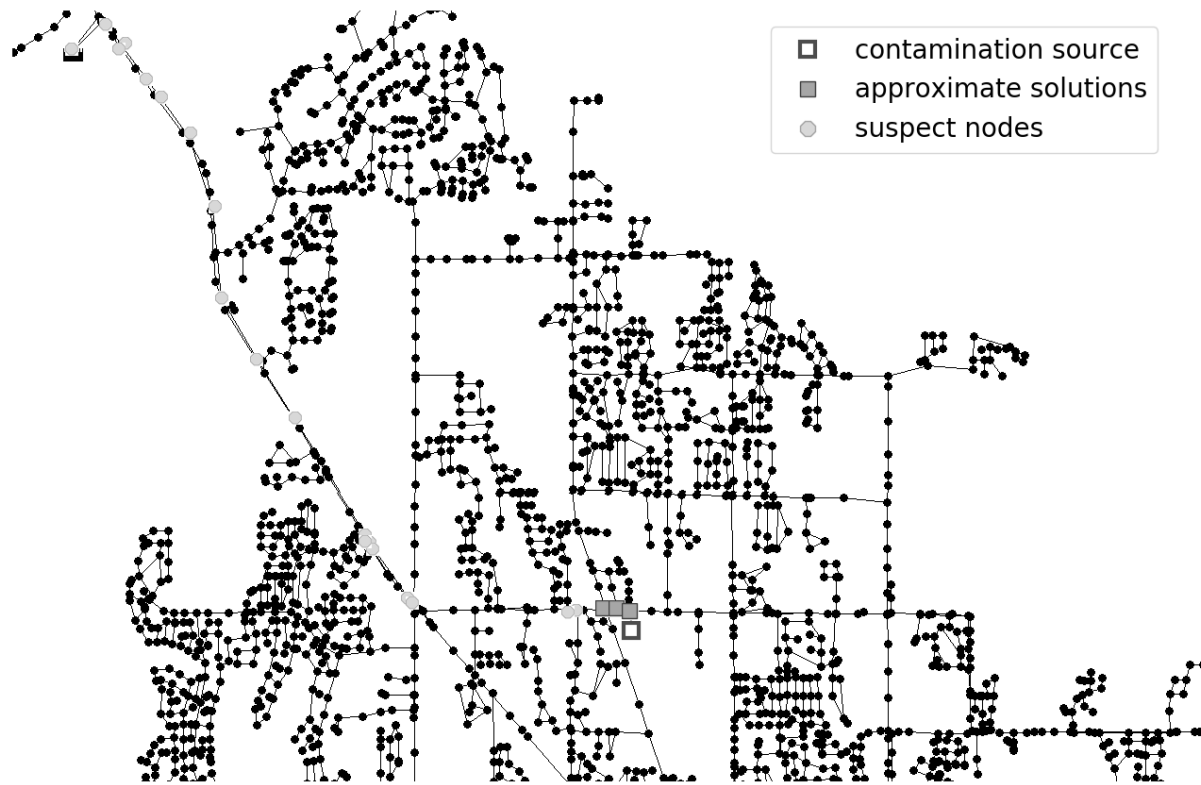 contamination source
approximate solutions
suspect nodes